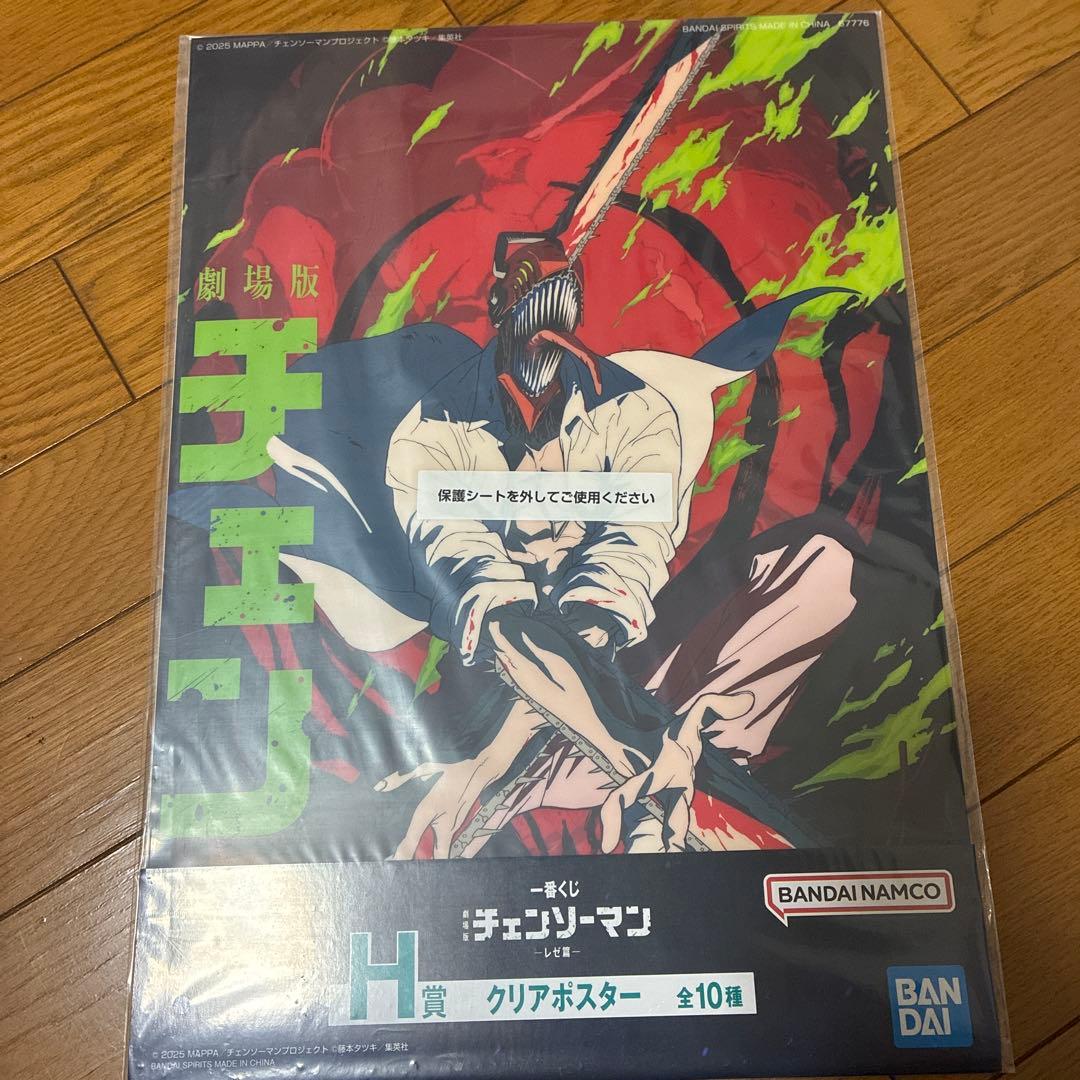 © 2025 MAPPA／チェンソーマンプロジェクト ©藤本タツキ／集英社
BANDAI SPIRITS MADE IN CHINA 67776
劇場版
チェン
保護シートを外してご使用ください
一番くじ
劇場版 チェンソーマン
―レゼ篇―
BANDAI NAMCO
H賞 クリアポスター 全10種
BAN
DAI
© 2025 MAPPA／チェンソーマンプロジェクト ©藤本タツキ／集英社
BANDAI SPIRITS MADE IN CHINA